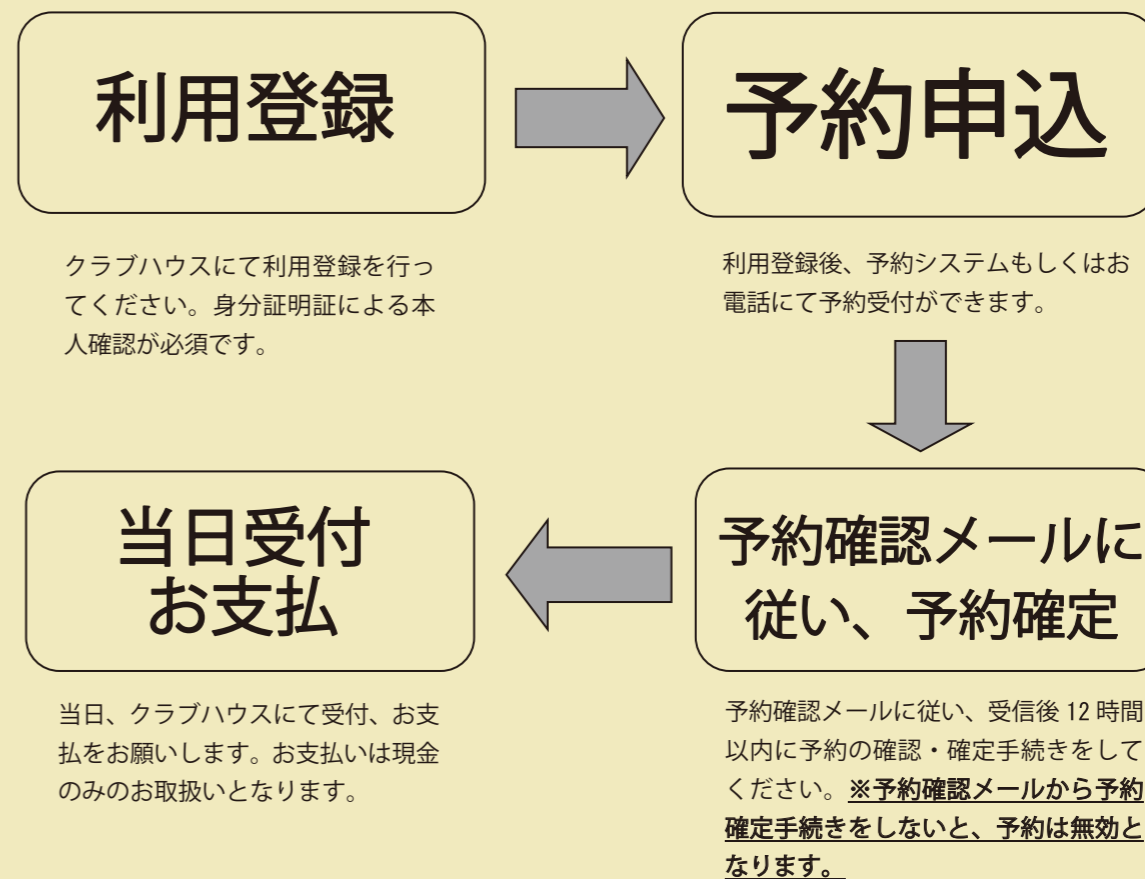 利用登録
クラブハウスにて利用登録を行っ
てください。身分証明証による本
人確認が必須です。
予約申込
利用登録後、予約システムもしくはお
電話にて予約受付ができます。
予約確認メールに
従い、予約確定
予約確認メールに従い、受信後 12 時間
以内に予約の確認・確定手続きをして
ください。※予約確認メールから予約
確定手続きをしないと、予約は無効と
なります。
当日受付
お支払
当日、クラブハウスにて受付、お支
払をお願いします。お支払いは現金
のみのお取扱いとなります。